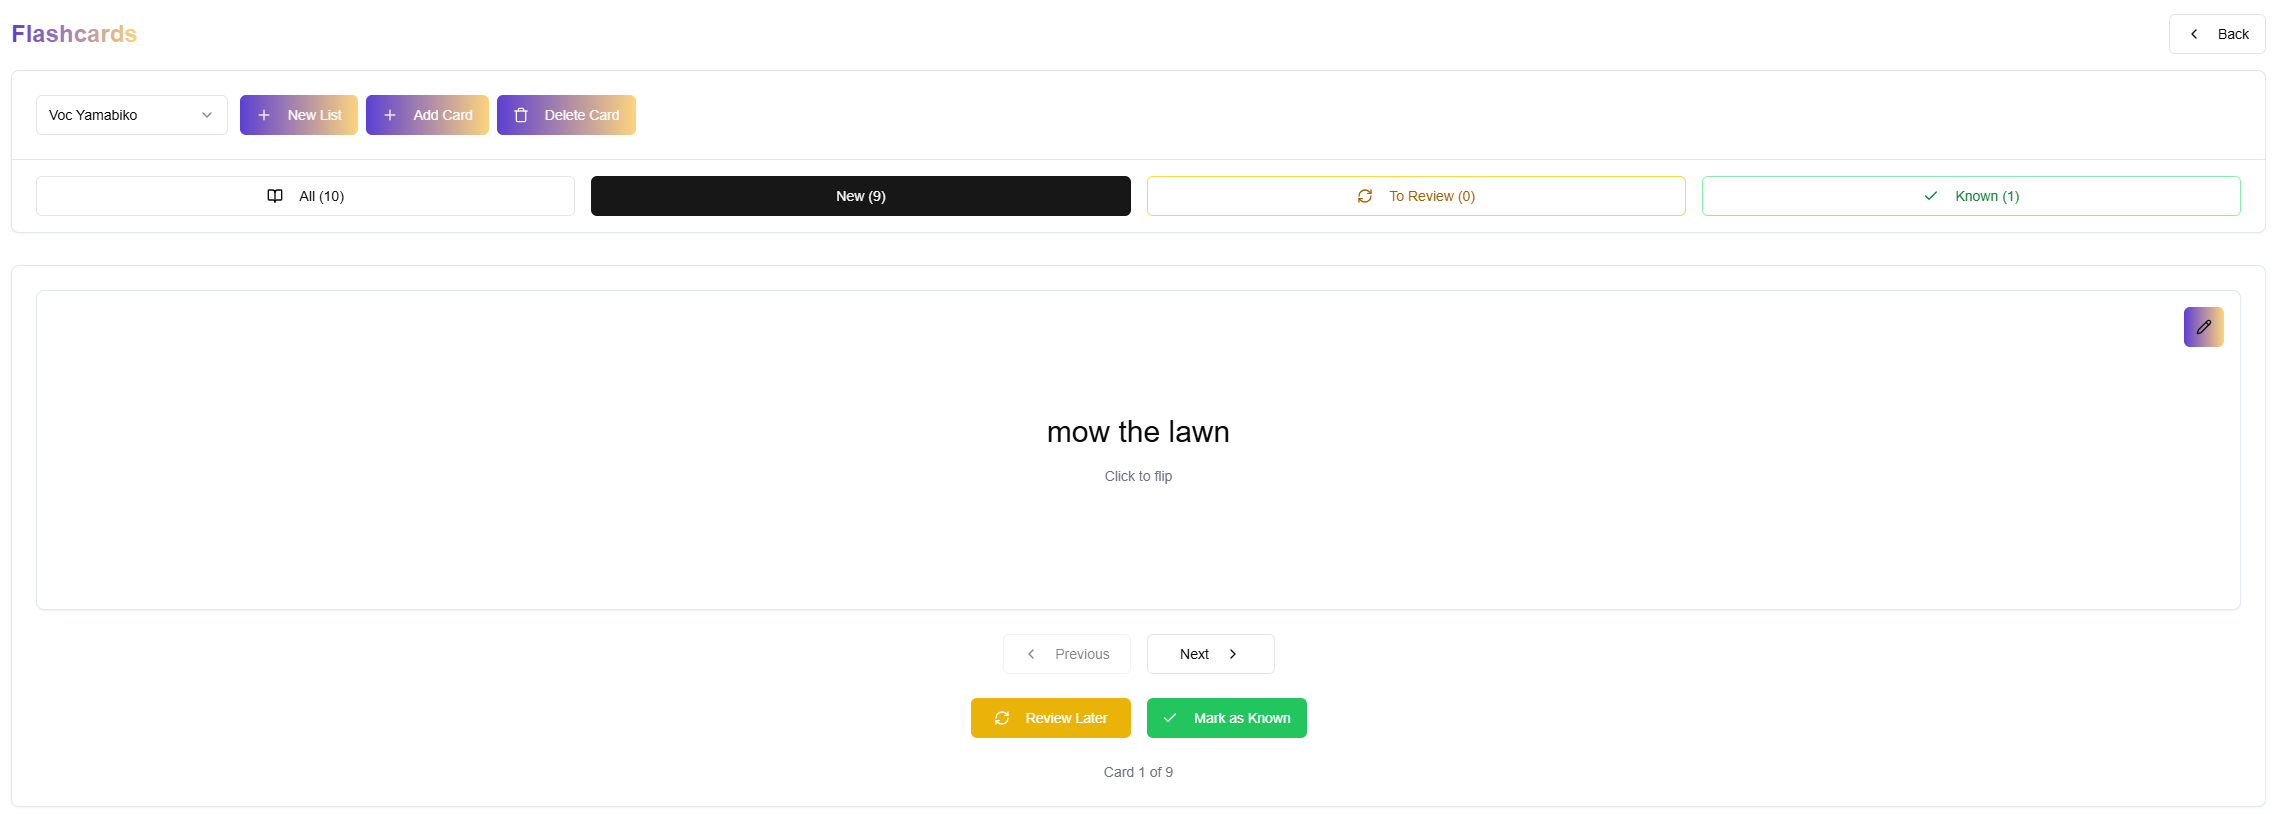 Flashcards
Back
Voc Yamabiko
New List
Add Card
Delete Card
All (10)
New (9)
To Review (0)
Known (1)
mow the lawn
Click to flip
Previous
Next
Review Later
Mark as Known
Card 1 of 9